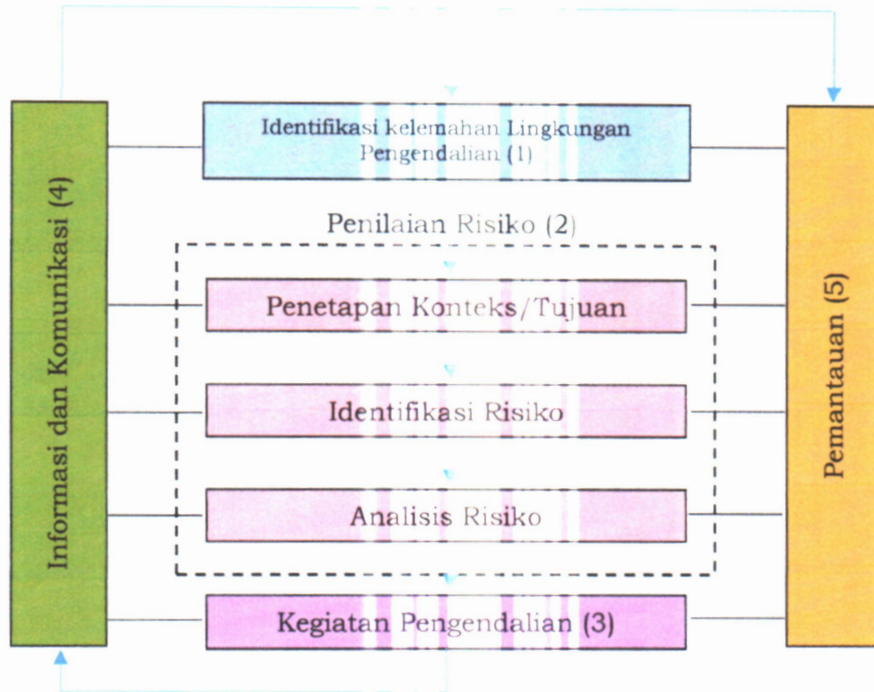 Identifikasi kelemahan Lingkungan
Pengendalian (1)
Informasi dan Komunikasi (4)
Penilaian Risiko (2)
Penetapan Konteks/Tujuan
Identifikasi Risiko
Analisis Risiko
Kegiatan Pengendalian (3)
Pemantauan (5)